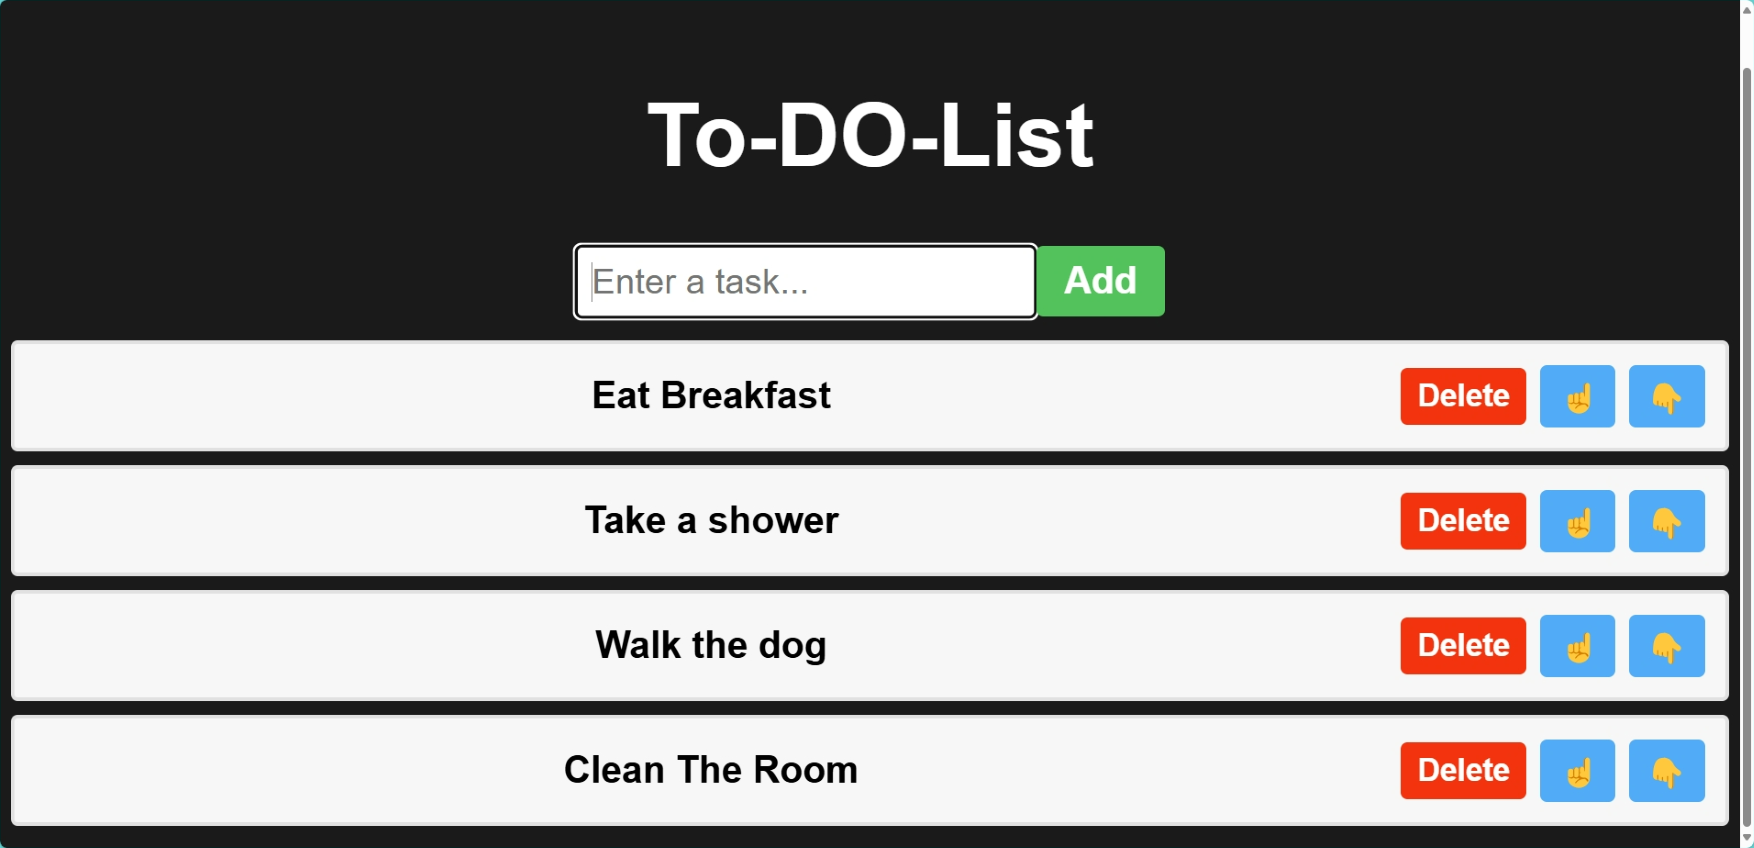 To-DO-List
Enter a task...
Add
Eat Breakfast
Delete ☝️ 👇
Take a shower
Delete ☝️ 👇
Walk the dog
Delete ☝️ 👇
Clean The Room
Delete ☝️ 👇